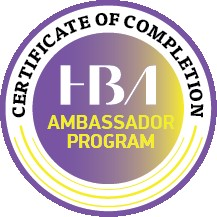 CERTIFICATE OF COMPLETION
HBA
AMBASSADOR
PROGRAM